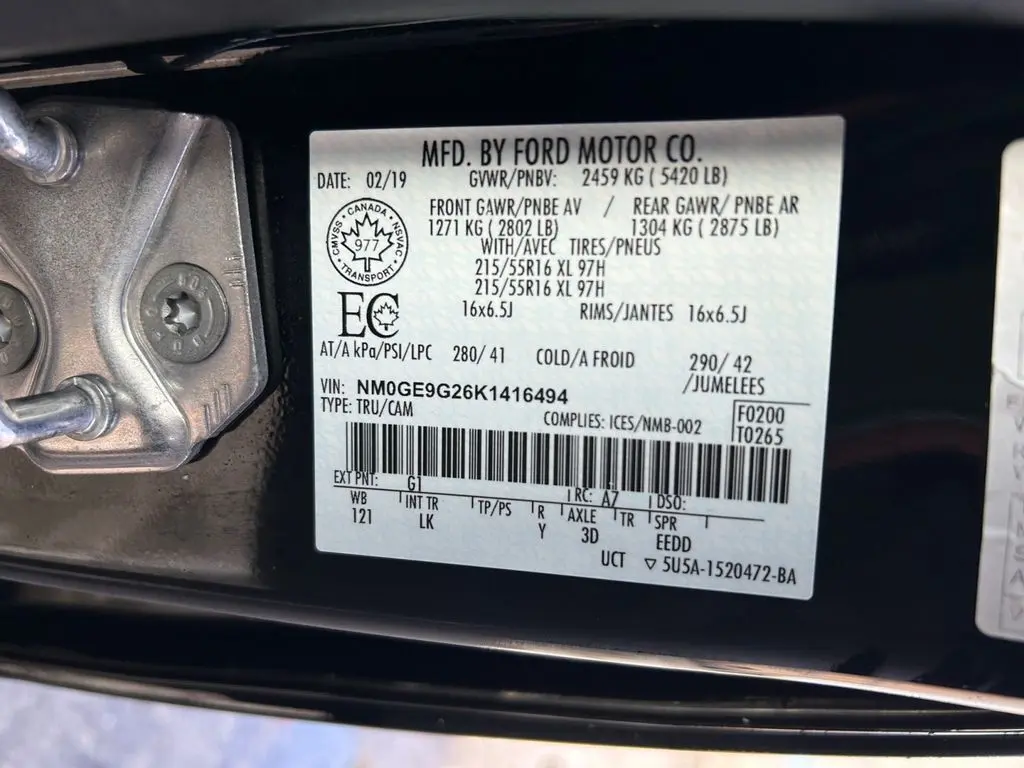 MFD. BY FORD MOTOR CO.
DATE: 02/19 GVWR/PNBV: 2459 KG ( 5420 LB)
FRONT GAWR/PNBE AV / REAR GAWR/ PNBE AR
1271 KG ( 2802 LB) 1304 KG ( 2875 LB)
WITH/AVEC TIRES/PNEUS
215/55R16 XL 97H
215/55R16 XL 97H
16x6.5J RIMS/JANTES 16x6.5J
CMVSS CANADA NSVAC
977
TRANSPORT
EC
AT/A kPa/PSI/LPC 280/ 41 COLD/A FROID 290/ 42
/JUMELEES
VIN: NM0GE9G26K1416494
TYPE: TRU/CAM
COMPLIES: ICES/NMB-002
F0200
T0265
EXT PNT: G1 RC: A7 DSO:
WB INT TR TP/PS R AXLE TR SPR
121 LK Y 3D EEDD
UCT ▽ 5U5A-1520472-BA